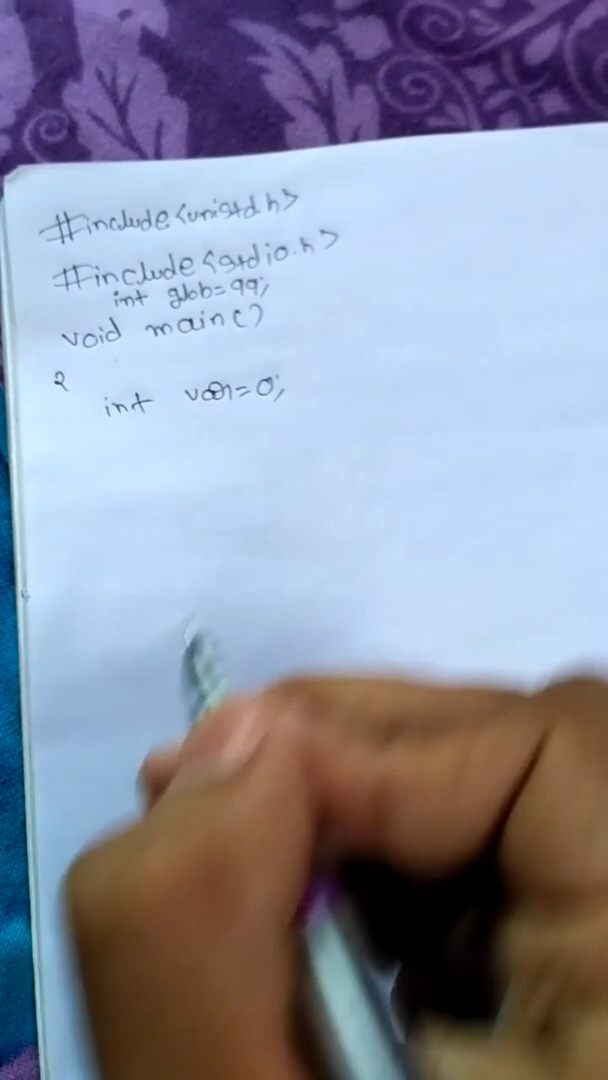 #include<unistd.h>
#include<stdio.h>
int glob=99;
void main()
{
int var=0;